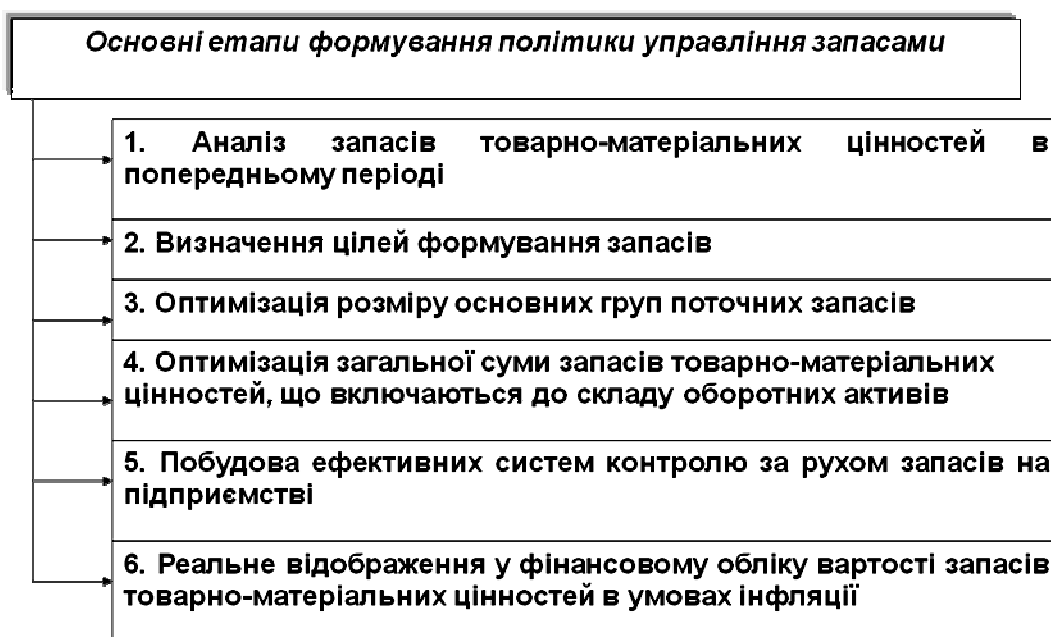 Основні етапи формування політики управління запасами
1. Аналіз запасів товарно-матеріальних цінностей в
попередньому періоді
2. Визначення цілей формування запасів
3. Оптимізація розміру основних груп поточних запасів
4. Оптимізація загальної суми запасів товарно-матеріальних
цінностей, що включаються до складу оборотних активів
5. Побудова ефективних систем контролю за рухом запасів на
підприємстві
6. Реальне відображення у фінансовому обліку вартості запасів
товарно-матеріальних цінностей в умовах інфляції